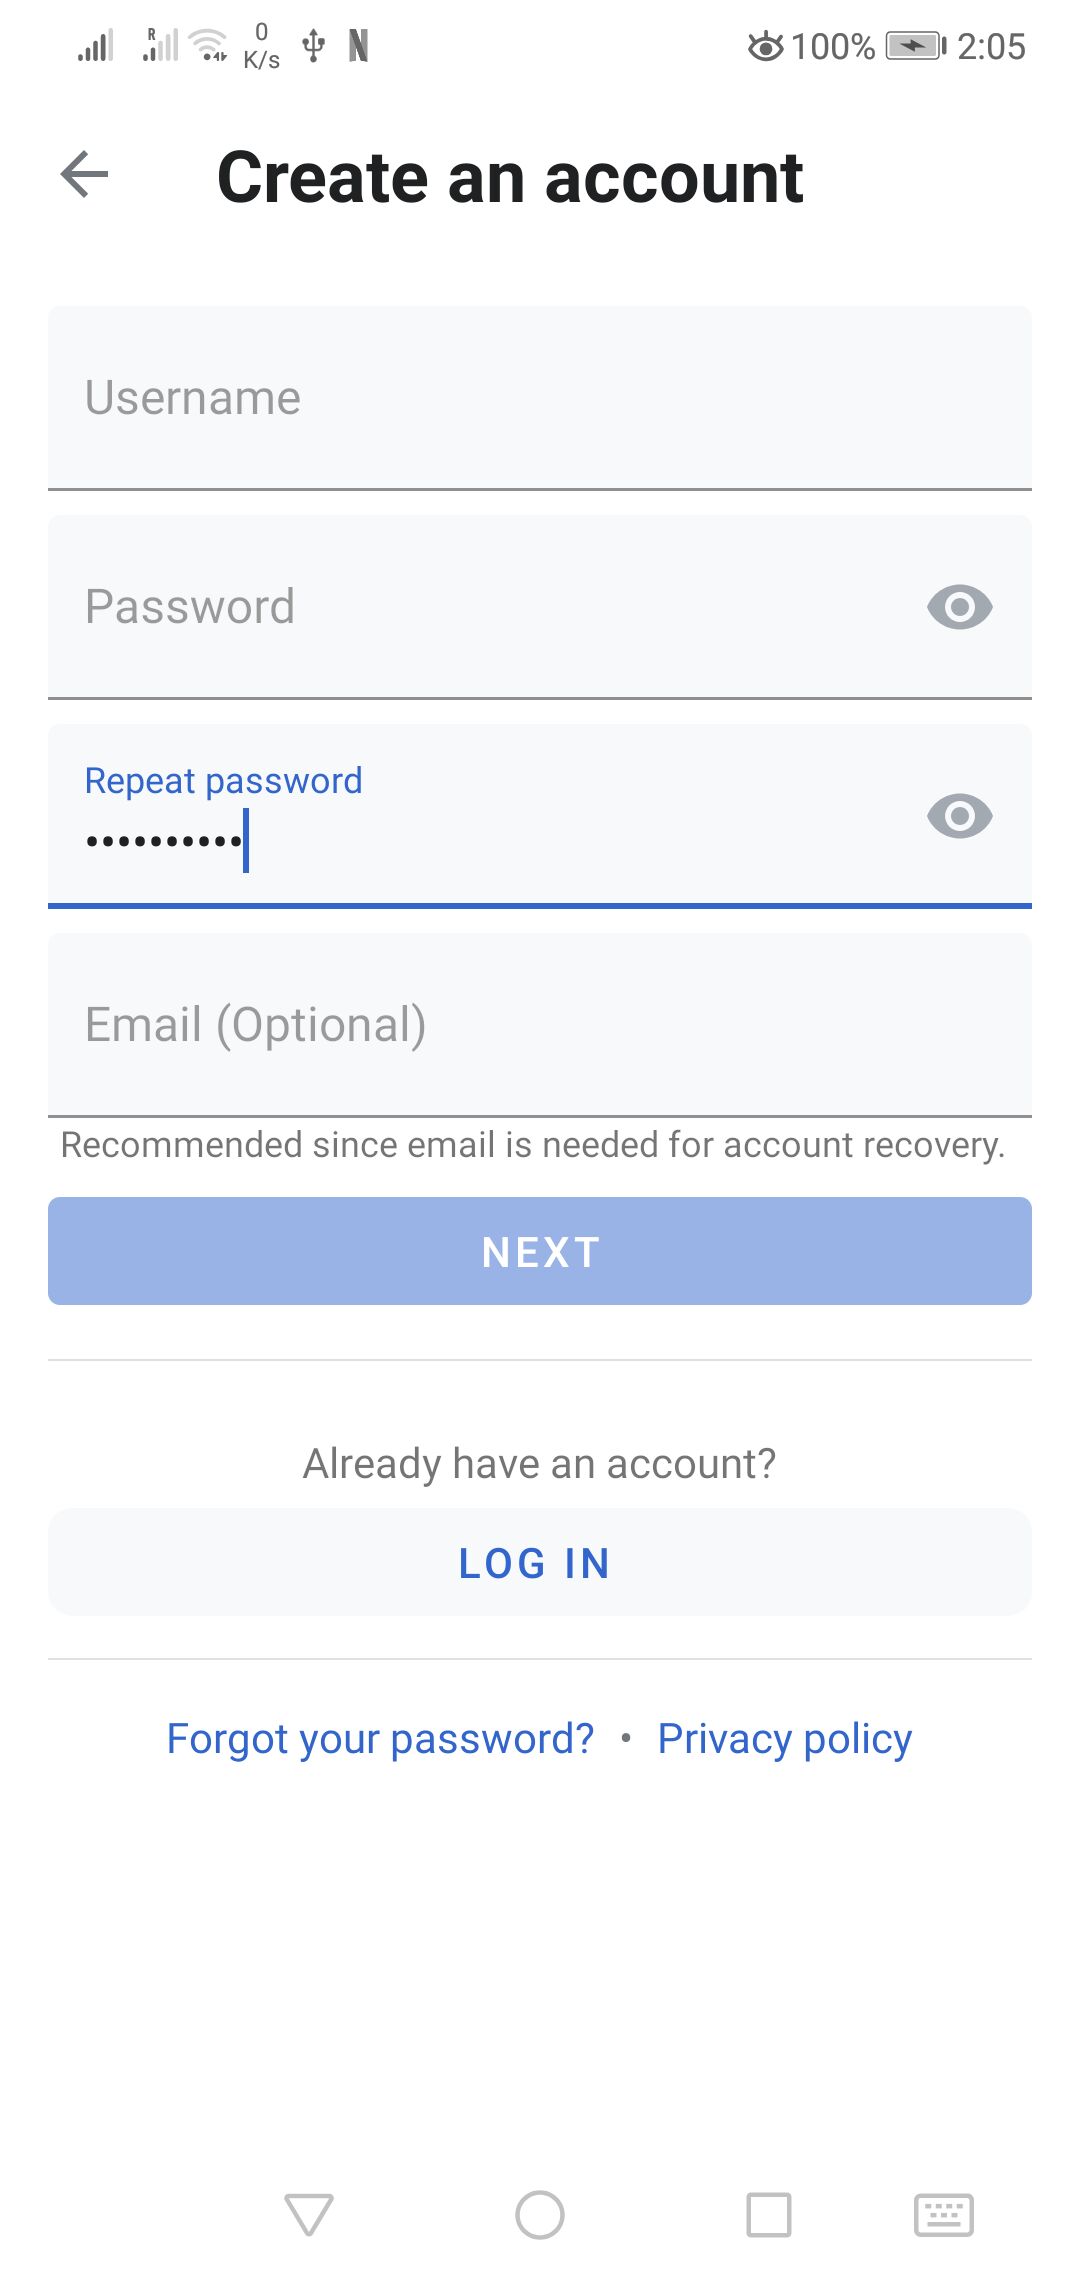 R 0 K/s 100% 2:05
Create an account
Username
Password
Repeat password
••••••••••
Email (Optional)
Recommended since email is needed for account recovery.
NEXT
Already have an account?
LOG IN
Forgot your password? • Privacy policy